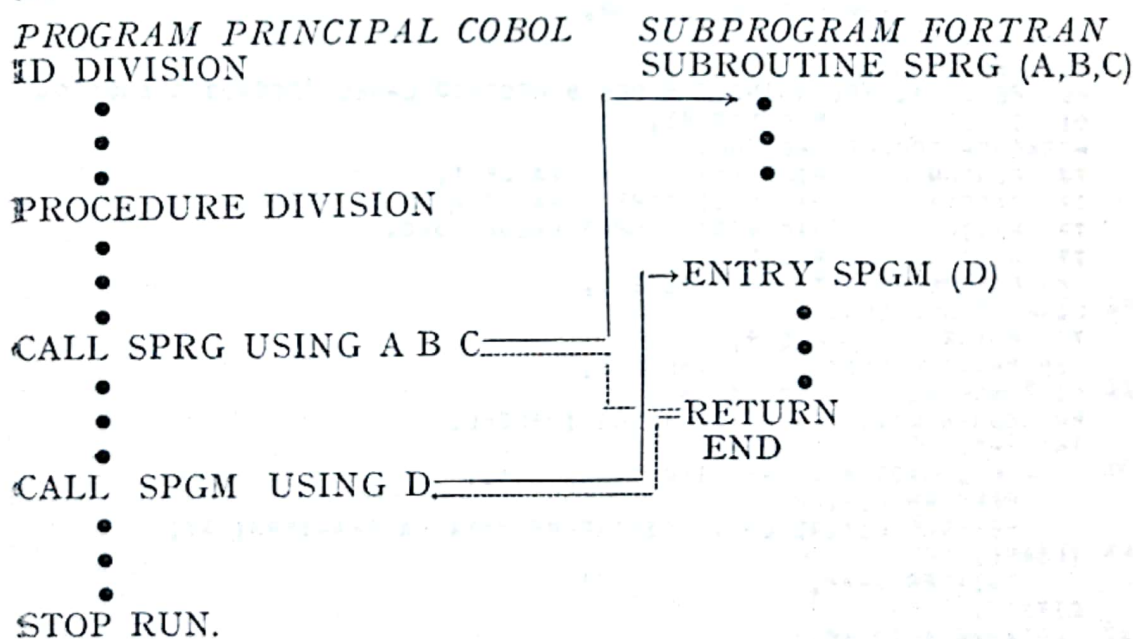 PROGRAM PRINCIPAL COBOL
ID DIVISION
PROCEDURE DIVISION
CALL SPRG USING A B C
CALL SPGM USING D
STOP RUN.
SUBPROGRAM FORTRAN
SUBROUTINE SPRG (A,B,C)
ENTRY SPGM (D)
RETURN
END